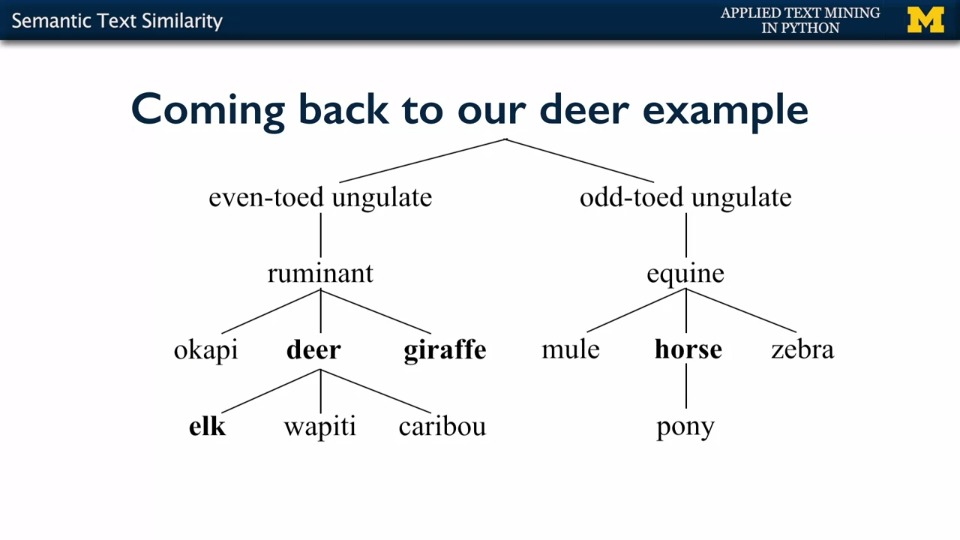 Semantic Text Similarity
APPLIED TEXT MINING
IN PYTHON
M
Coming back to our deer example
even-toed ungulate odd-toed ungulate
ruminant equine
okapi deer giraffe mule horse zebra
elk wapiti caribou pony